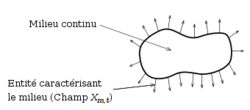 Milieu continu
Entité caractérisant
le milieu (Champ Xm,t)